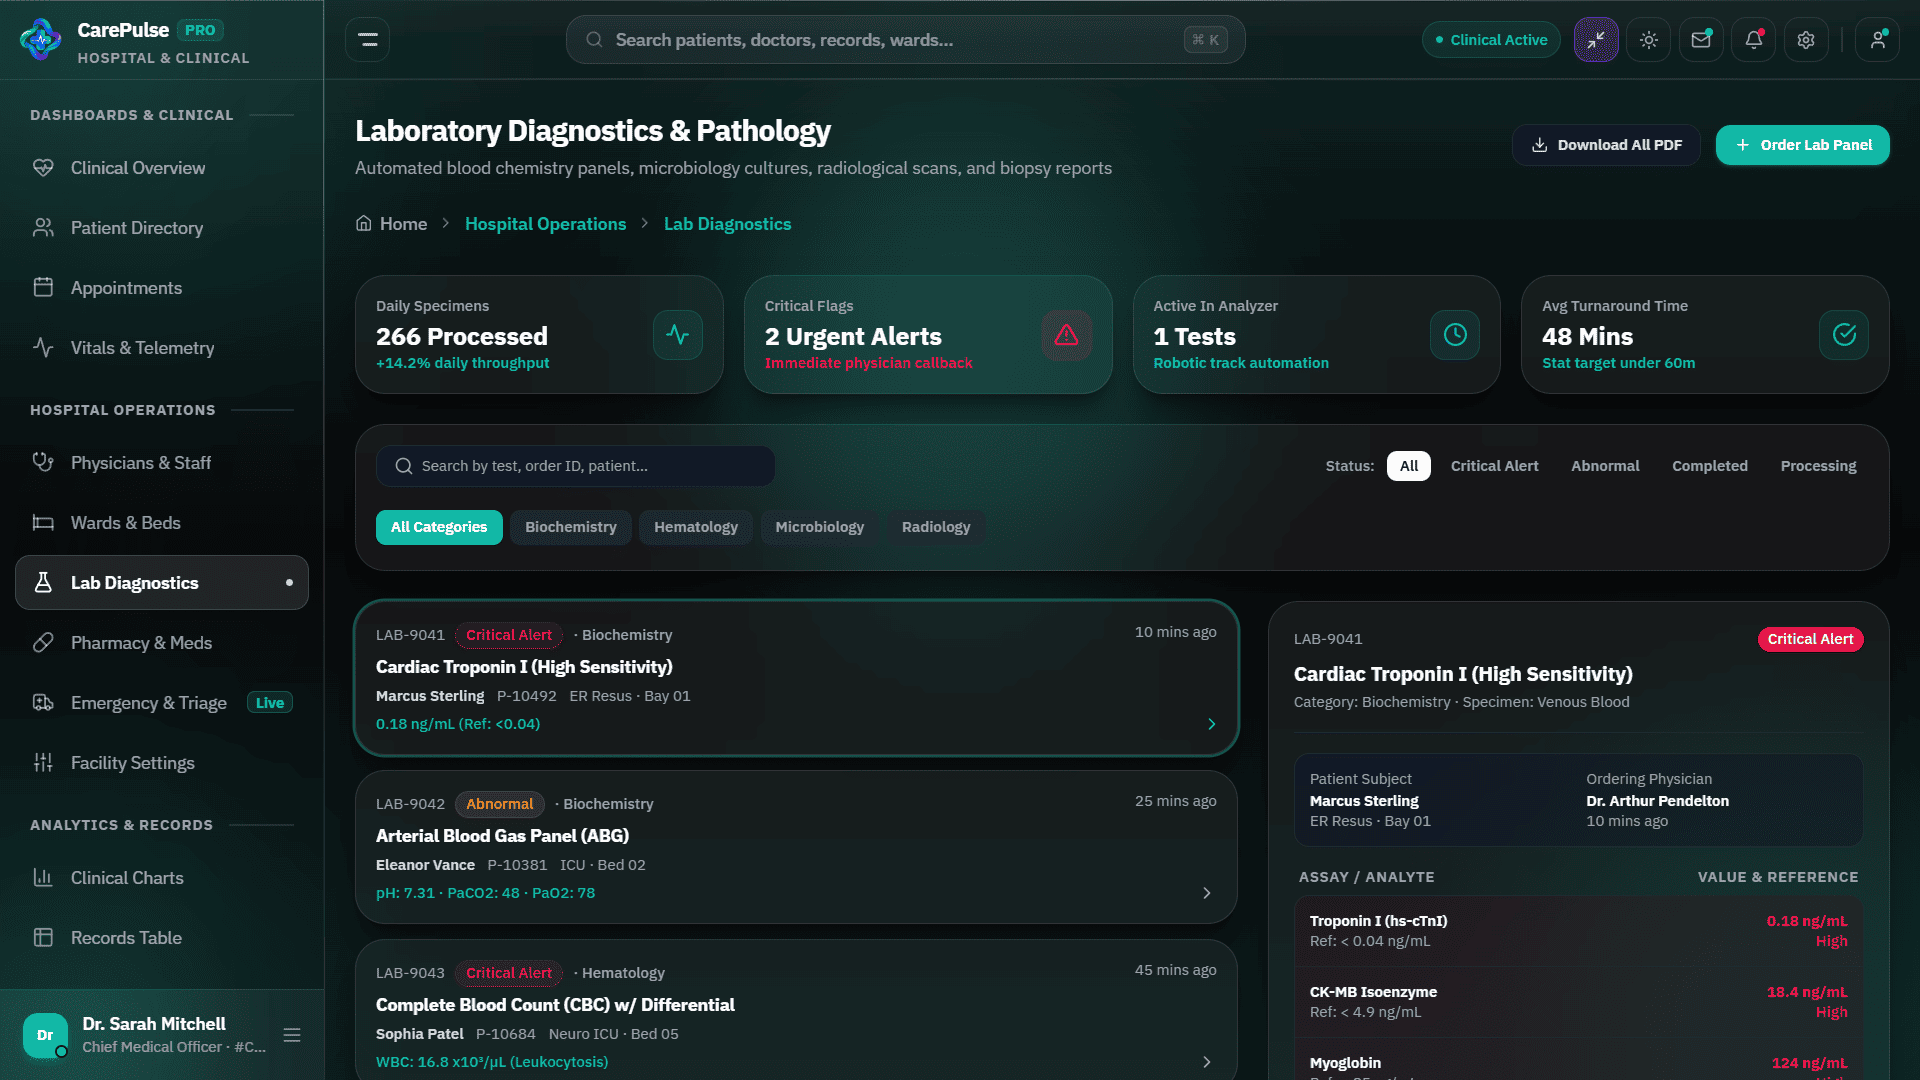 CarePulse PRO
HOSPITAL & CLINICAL
Search patients, doctors, records, wards...
⌘ K
Clinical Active
DASHBOARDS & CLINICAL
Clinical Overview
Patient Directory
Appointments
Vitals & Telemetry
HOSPITAL OPERATIONS
Physicians & Staff
Wards & Beds
Lab Diagnostics
Pharmacy & Meds
Emergency & Triage Live
Facility Settings
ANALYTICS & RECORDS
Clinical Charts
Records Table
Dr
Dr. Sarah Mitchell
Chief Medical Officer · #C...
Laboratory Diagnostics & Pathology
Automated blood chemistry panels, microbiology cultures, radiological scans, and biopsy reports
Download All PDF
Order Lab Panel
Home > Hospital Operations > Lab Diagnostics
Daily Specimens
266 Processed
+14.2% daily throughput
Critical Flags
2 Urgent Alerts
Immediate physician callback
Active In Analyzer
1 Tests
Robotic track automation
Avg Turnaround Time
48 Mins
Stat target under 60m
Search by test, order ID, patient...
Status: All Critical Alert Abnormal Completed Processing
All Categories Biochemistry Hematology Microbiology Radiology
LAB-9041 Critical Alert · Biochemistry 10 mins ago
Cardiac Troponin I (High Sensitivity)
Marcus Sterling P-10492 ER Resus · Bay 01
0.18 ng/mL (Ref: <0.04)
LAB-9042 Abnormal · Biochemistry 25 mins ago
Arterial Blood Gas Panel (ABG)
Eleanor Vance P-10381 ICU · Bed 02
pH: 7.31 · PaCO2: 48 · PaO2: 78
LAB-9043 Critical Alert · Hematology 45 mins ago
Complete Blood Count (CBC) w/ Differential
Sophia Patel P-10684 Neuro ICU · Bed 05
WBC: 16.8 x10³/µL (Leukocytosis)
LAB-9041 Critical Alert
Cardiac Troponin I (High Sensitivity)
Category: Biochemistry · Specimen: Venous Blood
Patient Subject
Marcus Sterling
ER Resus · Bay 01
Ordering Physician
Dr. Arthur Pendelton
10 mins ago
ASSAY / ANALYTE VALUE & REFERENCE
Troponin I (hs-cTnI) 0.18 ng/mL
Ref: < 0.04 ng/mL High
CK-MB Isoenzyme 18.4 ng/mL
Ref: < 4.9 ng/mL High
Myoglobin 124 ng/mL